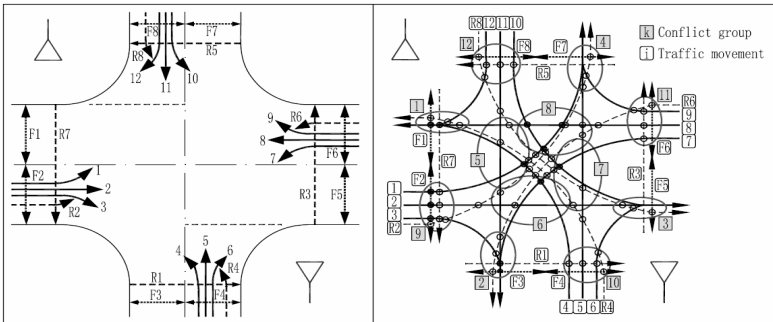 F8 F7
R8 R5
12 11 10
F1 R7
R6 9 8 7 F6
F2 1 2 3 R2
R3 F5
4 5 6 R4
R1
F3 F4
R8 12 11 10
k Conflict group
i Traffic movement
12 F8 F7 4
R5
1 8 11 R6
9
F1 8
F6 7
R7 5 7 R3
F2 F5
1
2
3 6 3
R2 9
R1
2 F3 F4 10
4 5 6 R4